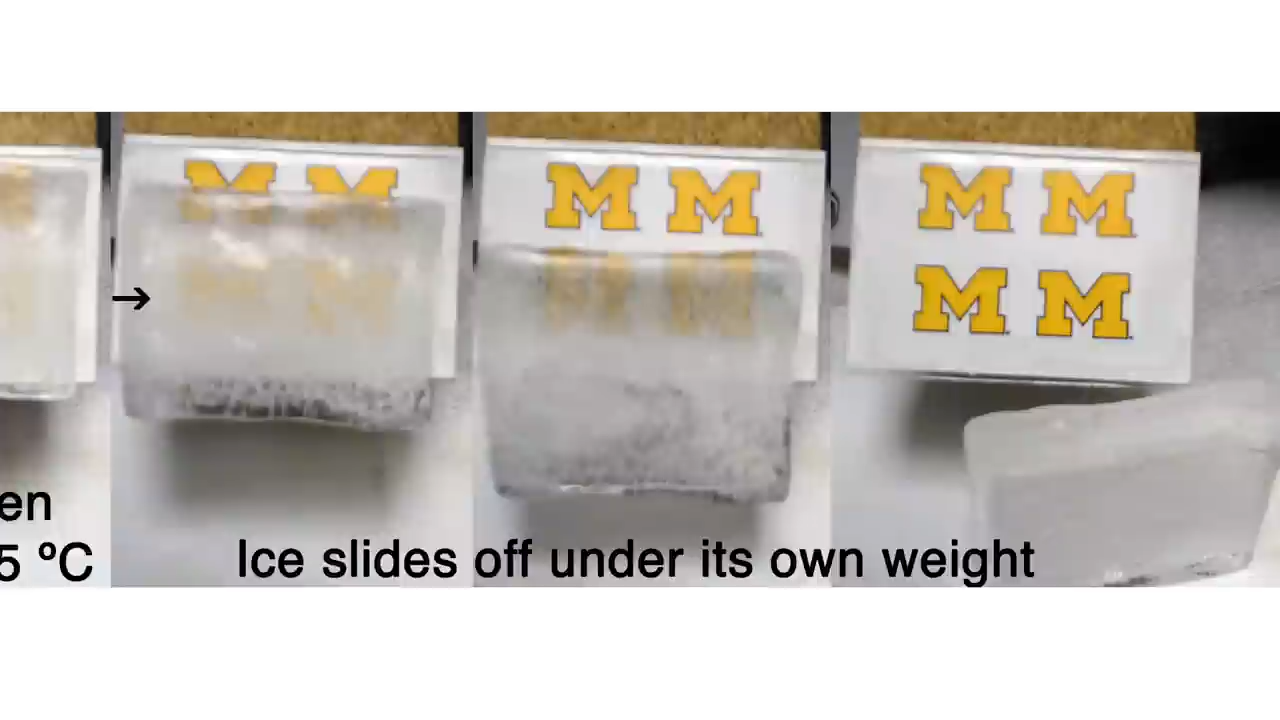 M M M M M M M M
M M
→
en
5 ºC
Ice slides off under its own weight